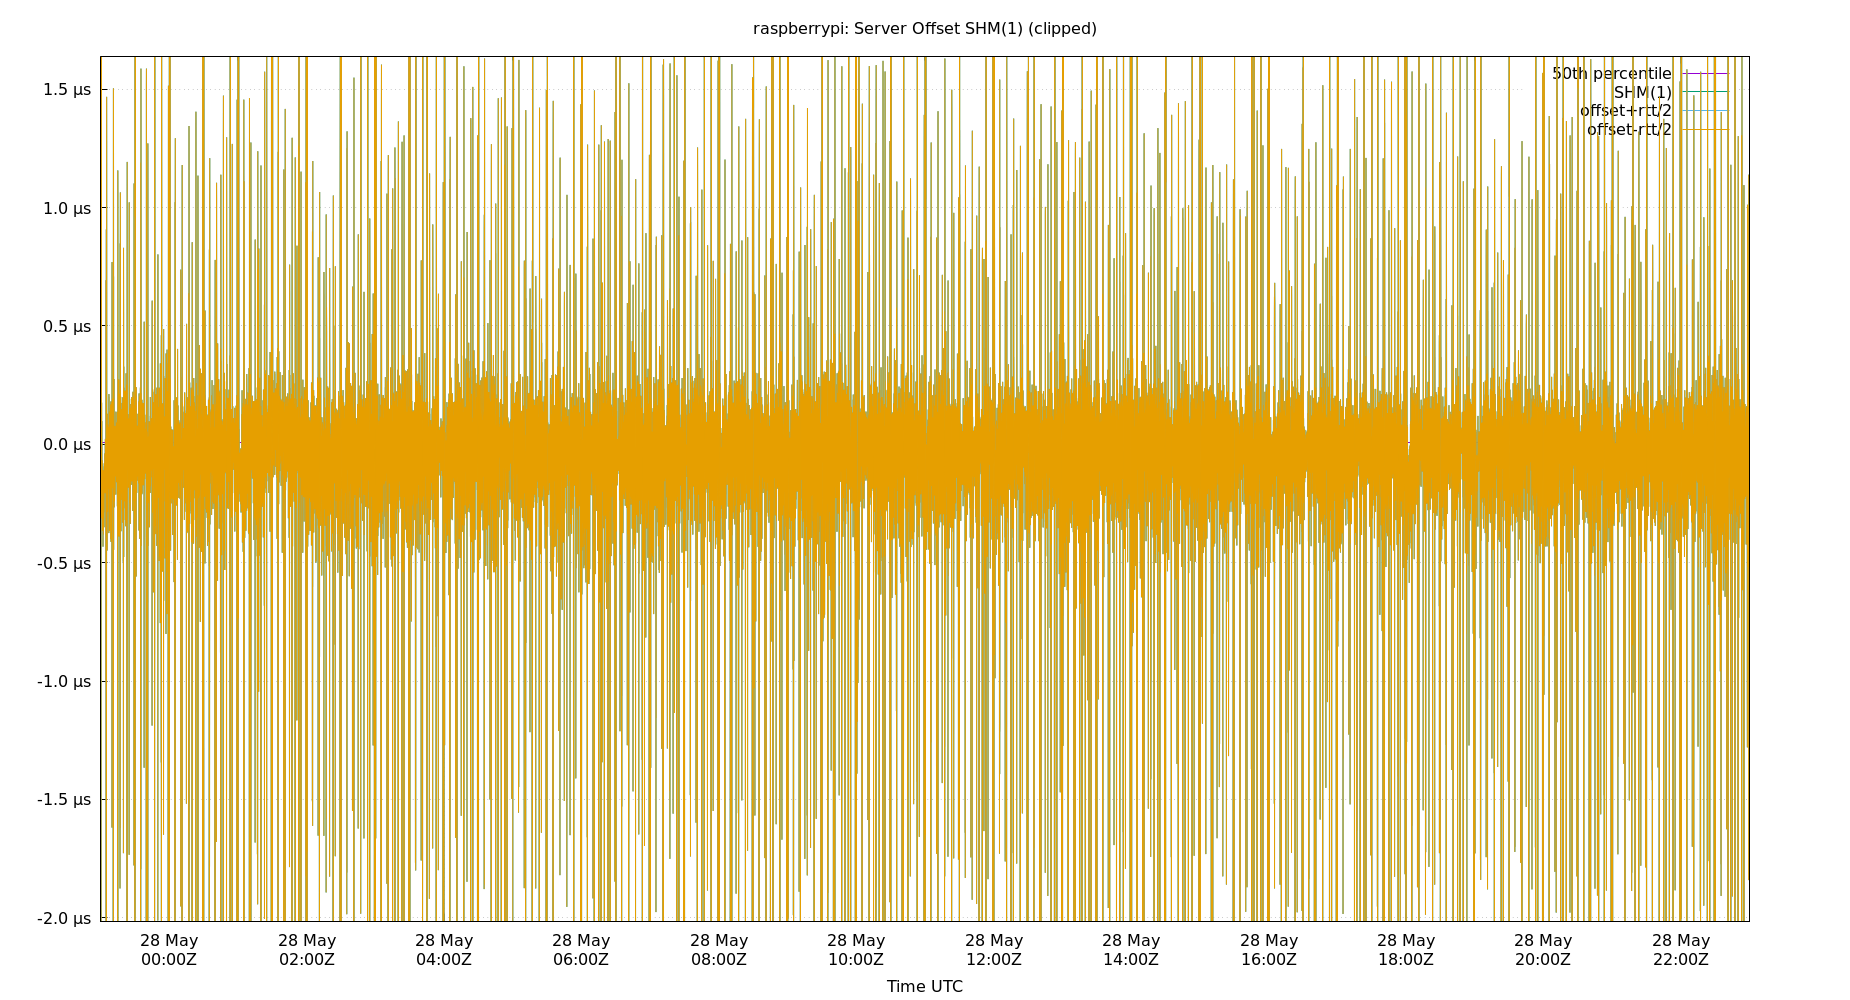 raspberrypi: Server Offset SHM(1) (clipped)
50th percentile
SHM(1)
offset+rtt/2
offset-rtt/2
1.5 µs
1.0 µs
0.5 µs
0.0 µs
-0.5 µs
-1.0 µs
-1.5 µs
-2.0 µs
28 May 28 May 28 May 28 May 28 May 28 May 28 May 28 May 28 May 28 May 28 May 28 May
00:00Z 02:00Z 04:00Z 06:00Z 08:00Z 10:00Z 12:00Z 14:00Z 16:00Z 18:00Z 20:00Z 22:00Z
Time UTC